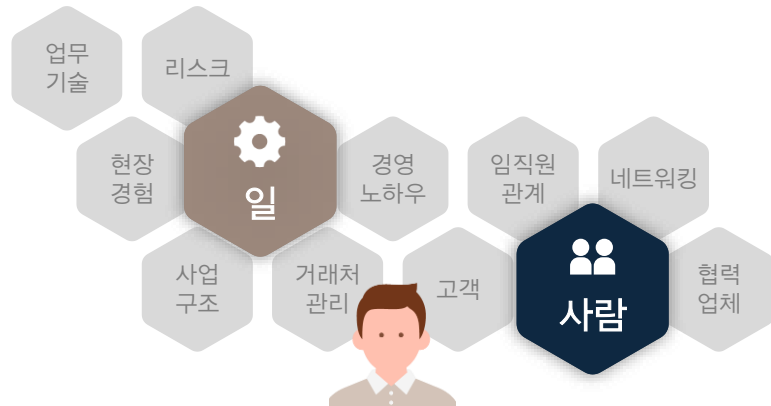 업무
기술
리스크
현장
경험
일
경영
노하우
임직원
관계
네트워킹
사업
구조
거래처
관리
고객
사람
협력
업체